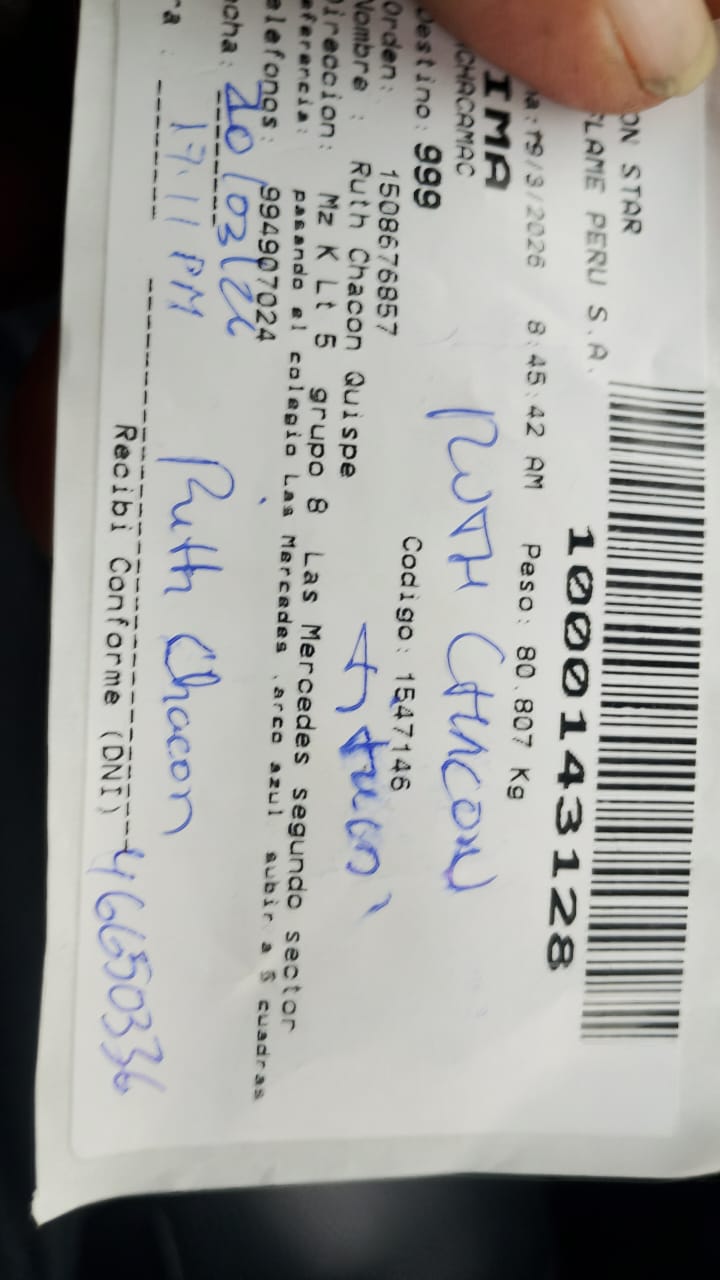 ON STAR
FLAME PERU S.A.
a:19/3/2026 8:45:42 AM Peso: 80.807 Kg
1000143128
IMA
CHACAMAC
Destino: 999
RUTH CHACON
Orden: 1508676857 Codigo: 1547146
Nombre : Ruth Chacon Quispe
Direccion: Mz K Lt 5 grupo 8 Las Mercedes segundo sector
eferencia: pasando el colegio Las Mercedes ,arco azul subir a 5 cuadras
elefonos: 994907024
echa: 20/03/26
ra : 17:11 PM
Ruth Chacon
Recibi Conforme (DNI) 46650336